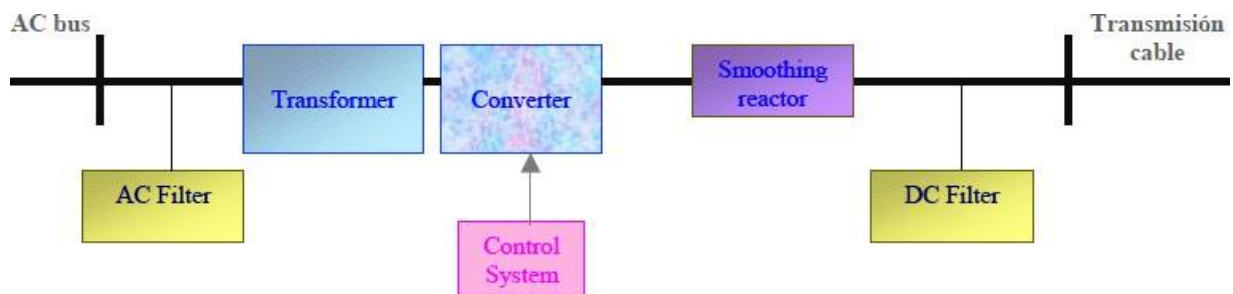 AC bus
Transmisión
cable
Transformer
Converter
Smoothing
reactor
AC Filter
DC Filter
Control
System